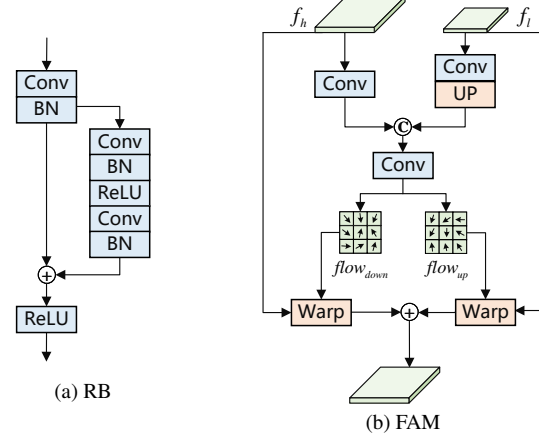 Conv
BN
Conv
BN
ReLU
Conv
BN
+
ReLU
(a) RB
f_h
f_l
Conv
Conv
UP
C
Conv
flow_down
flow_up
Warp
+
Warp
(b) FAM